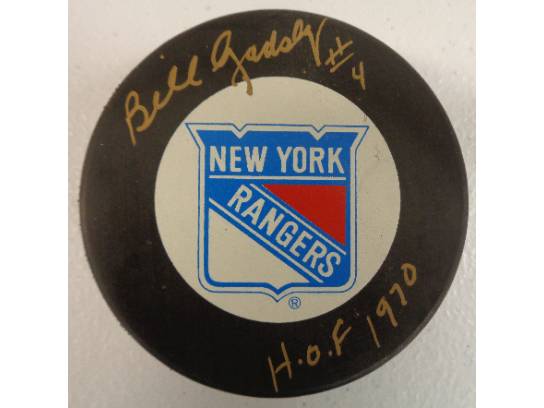 Bill Gadsby #4
NEW YORK
RANGERS
®
H.O.F 1970